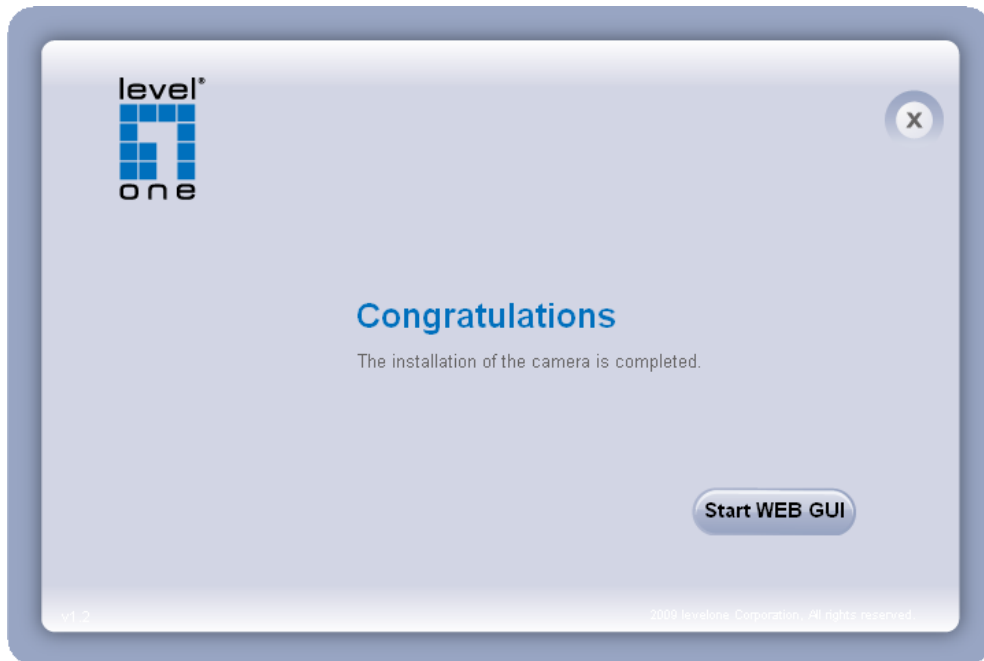 level®
one
X
Congratulations
The installation of the camera is completed.
Start WEB GUI
v1.2
2009 levelone Corporation, All rights reserved